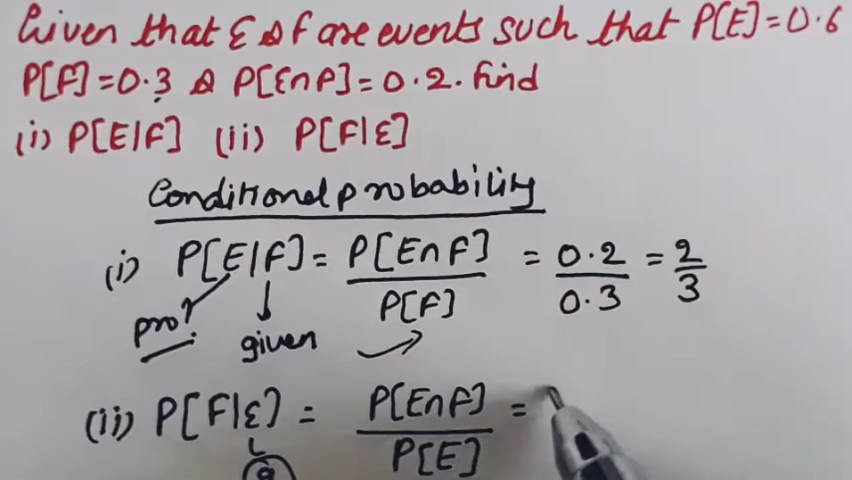 Given that E & F are events such that P[E]=0.6
P[F]=0.3 & P[E∩F]=0.2. Find
(i) P[E|F] (ii) P[F|E]
Conditional probability
(i) P[E|F] = P[E∩F] / P[F] = 0.2 / 0.3 = 2/3
pro?
given
(ii) P[F|E] = P[E∩F] / P[E] =